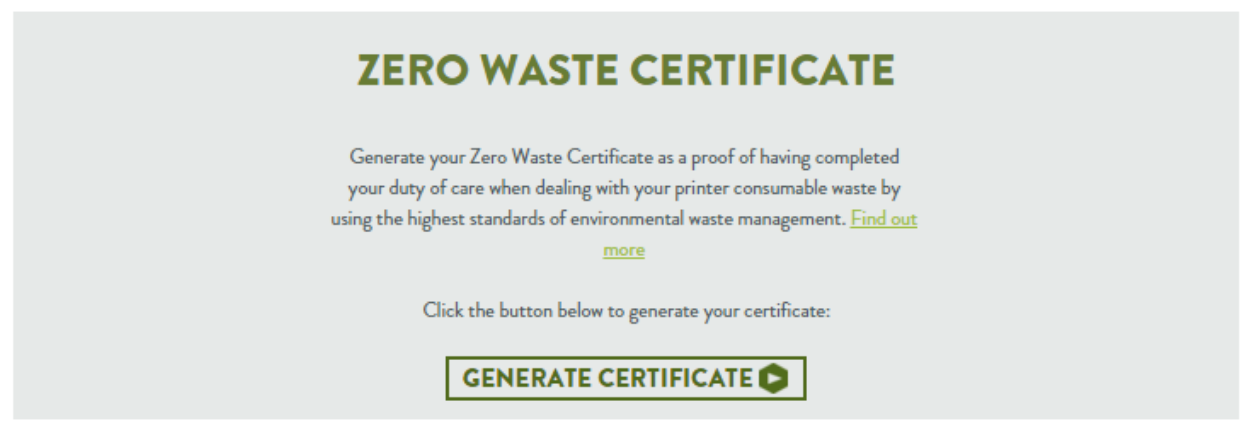 ZERO WASTE CERTIFICATE
Generate your Zero Waste Certificate as a proof of having completed
your duty of care when dealing with your printer consumable waste by
using the highest standards of environmental waste management. Find out
more
Click the button below to generate your certificate:
GENERATE CERTIFICATE